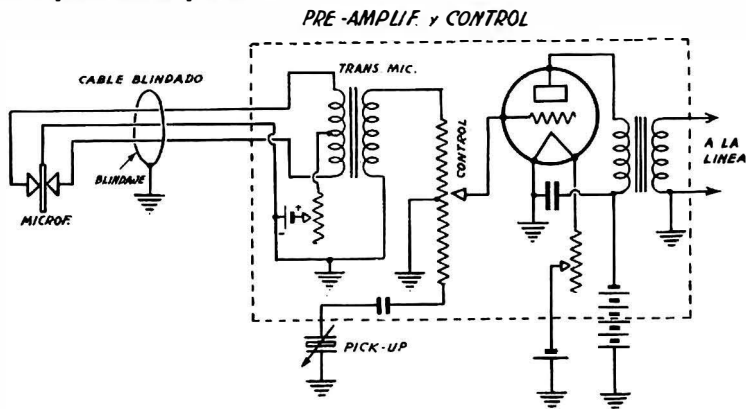 PRE-AMPLIF. y CONTROL
CABLE BLINDADO
TRANS. MIC.
CONTROL
A LA
LINEA
BLINDAJE
MICROF.
+
-
PICK-UP